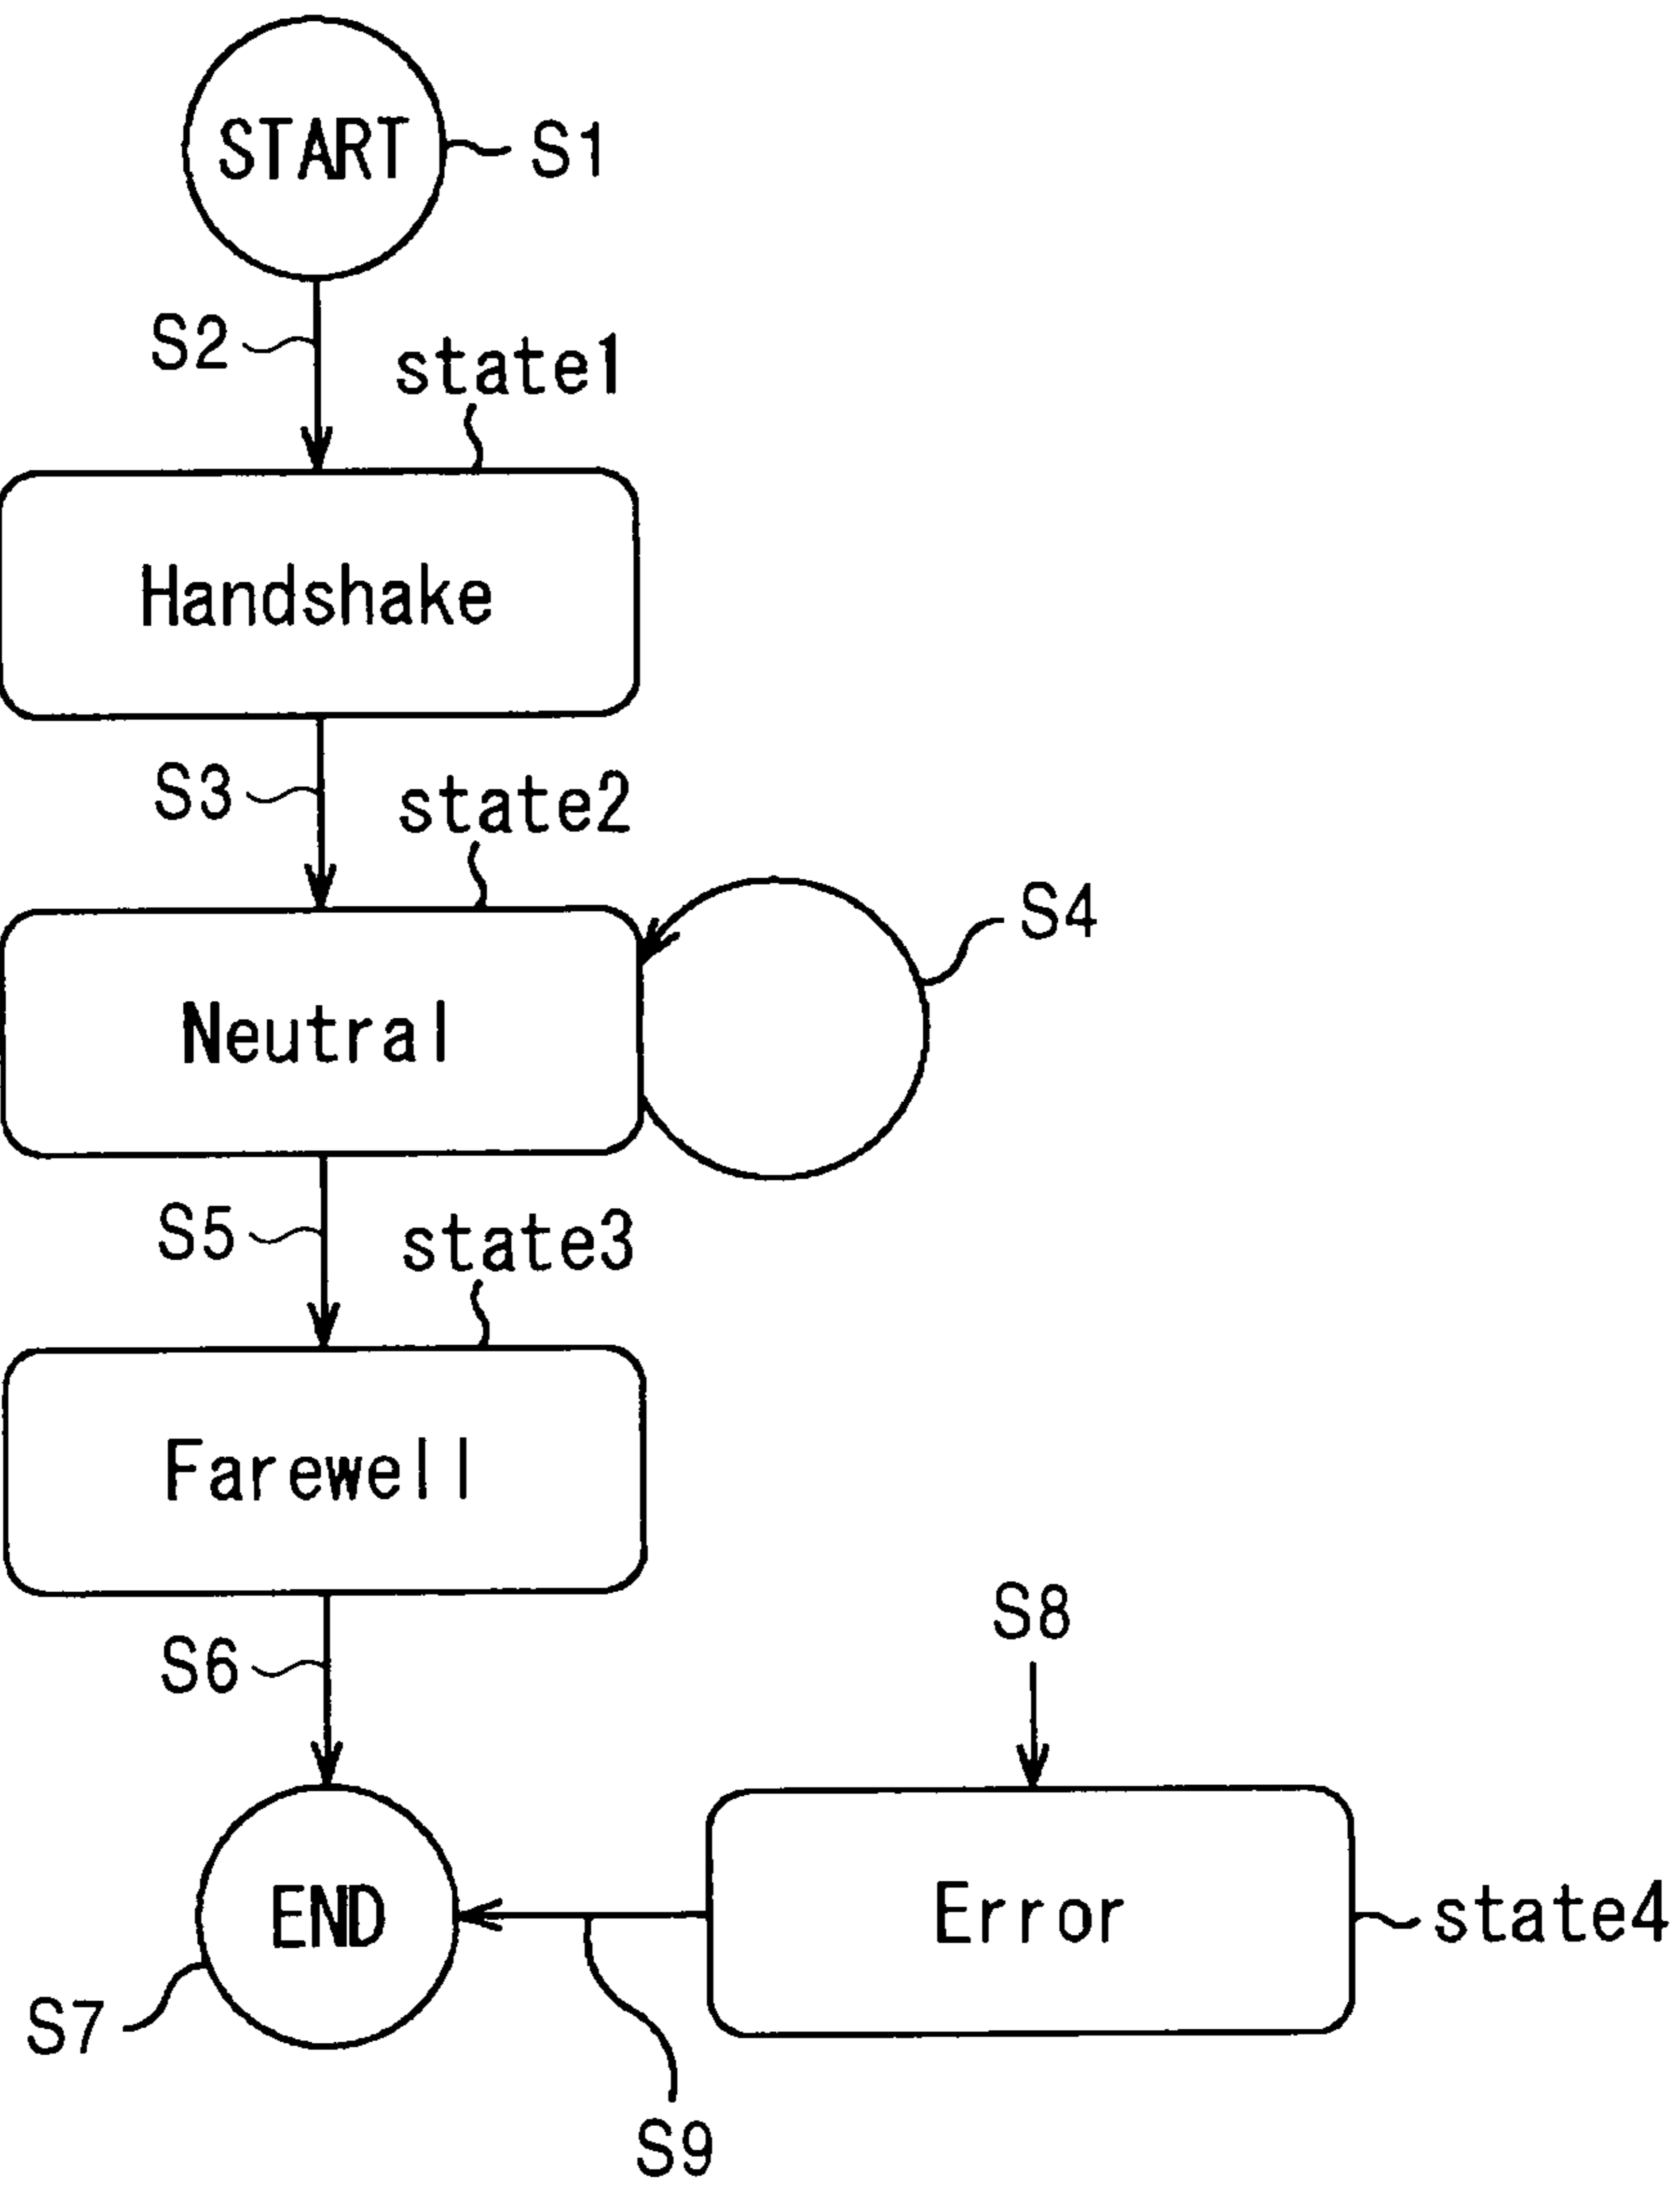 START
S1
S2
state1
Handshake
S3
state2
Neutral
S4
S5
state3
Farewell
S6
S8
END
Error
state4
S7
S9